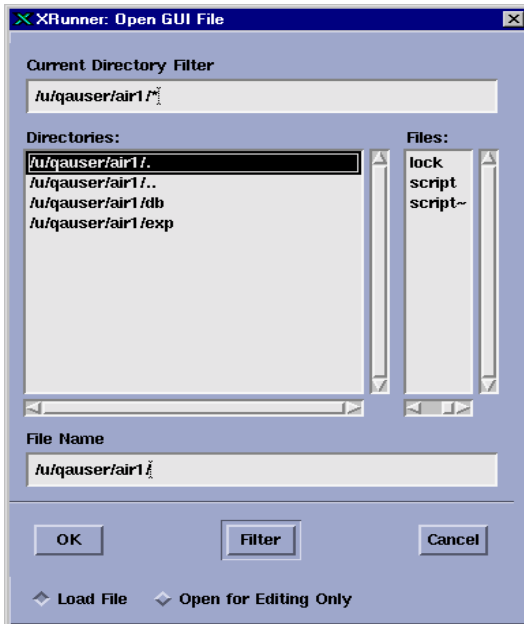 XRunner: Open GUI File
Current Directory Filter
/u/qauser/air1/*
Directories:
Files:
/u/qauser/air1/.
/u/qauser/air1/..
/u/qauser/air1/db
/u/qauser/air1/exp
lock
script
script~
File Name
/u/qauser/air1/
OK
Filter
Cancel
Load File
Open for Editing Only